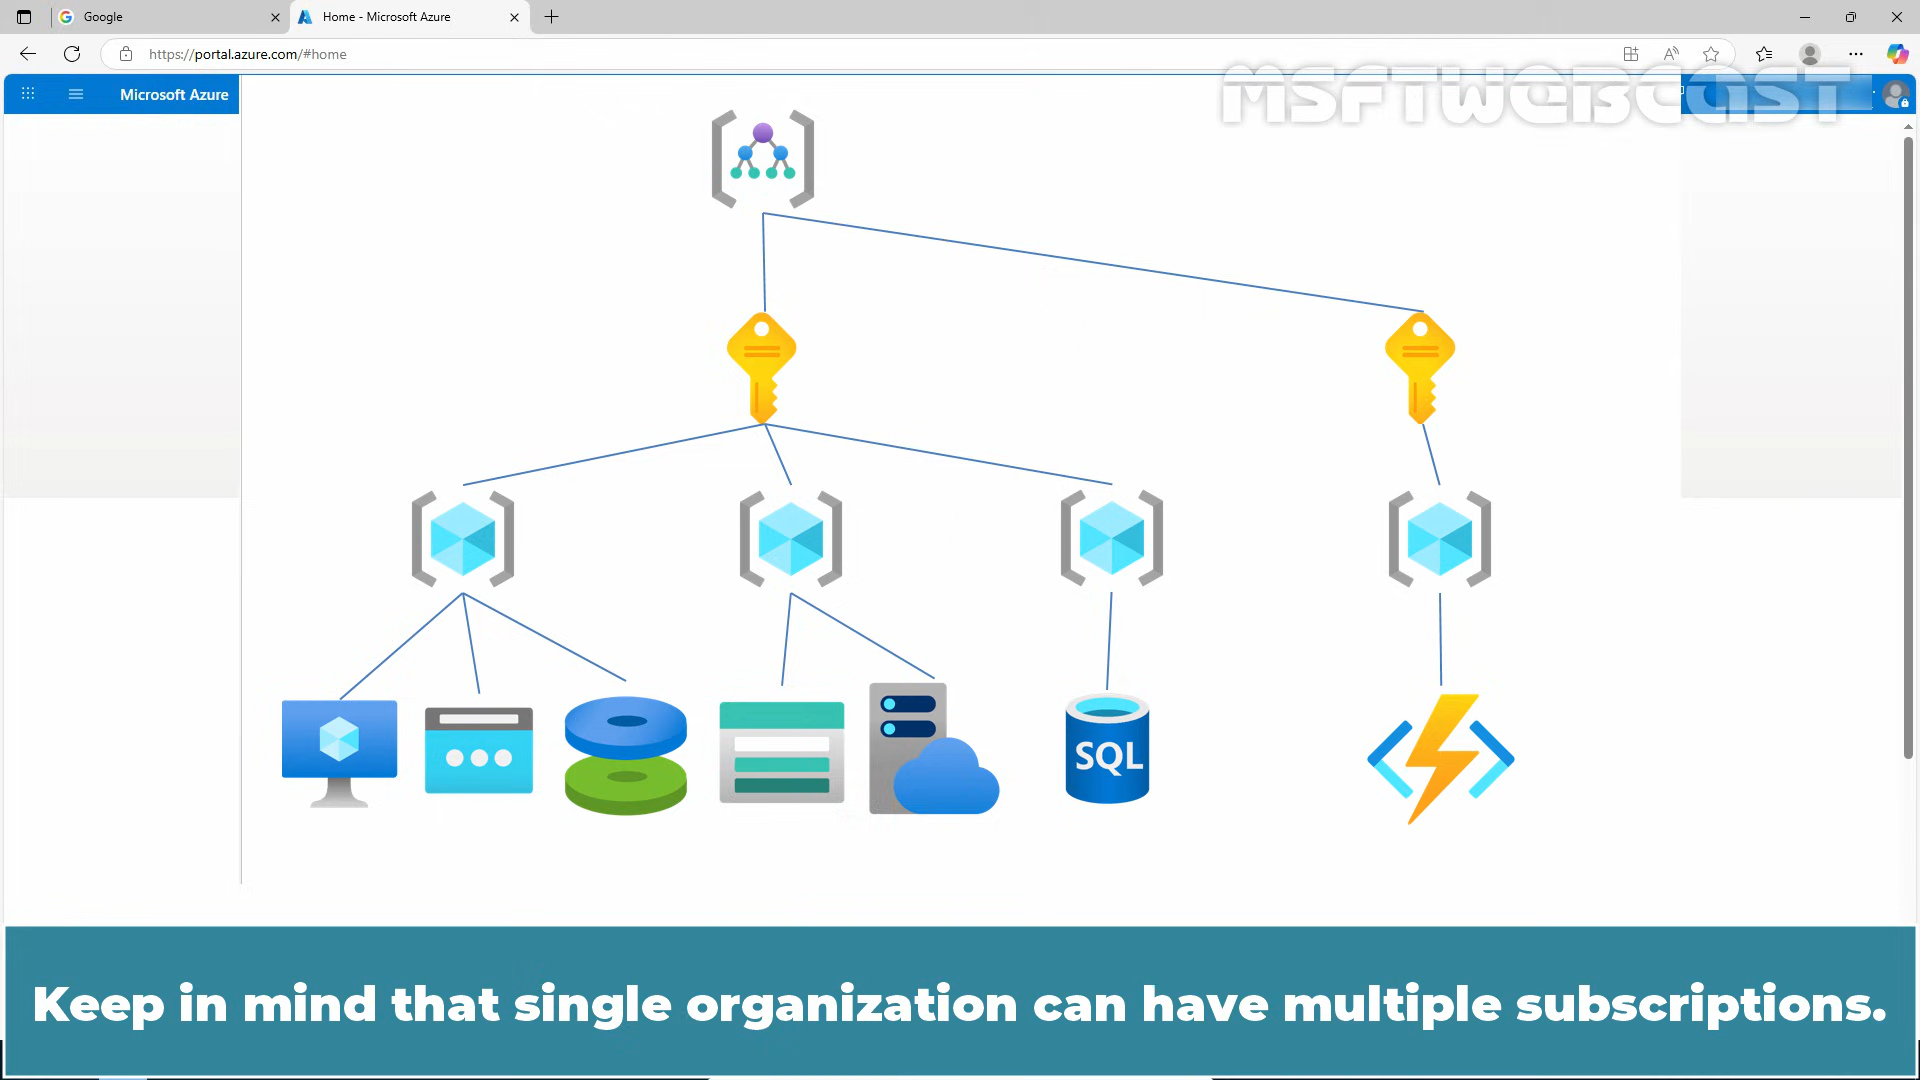 Google
Home - Microsoft Azure
https://portal.azure.com/#home
Microsoft Azure
MSFTWEBCAST
SQL
Keep in mind that single organization can have multiple subscriptions.